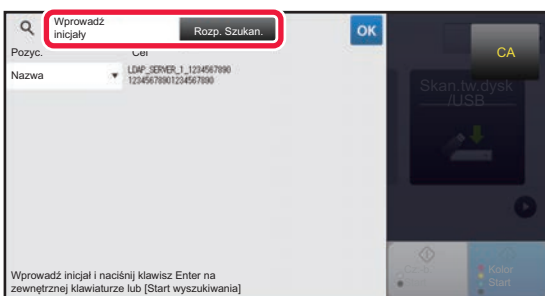 Wprowadź
inicjały
Rozp. Szukan.
OK
CA
Pozyc.
Cel
Nazwa
LDAP_SERVER_1_1234567890
12345678901234567890
Skan.tw.dysk
/USB
Wprowadź inicjał i naciśnij klawisz Enter na
zewnętrznej klawiaturze lub [Start wyszukiwania]
Kolor
Start